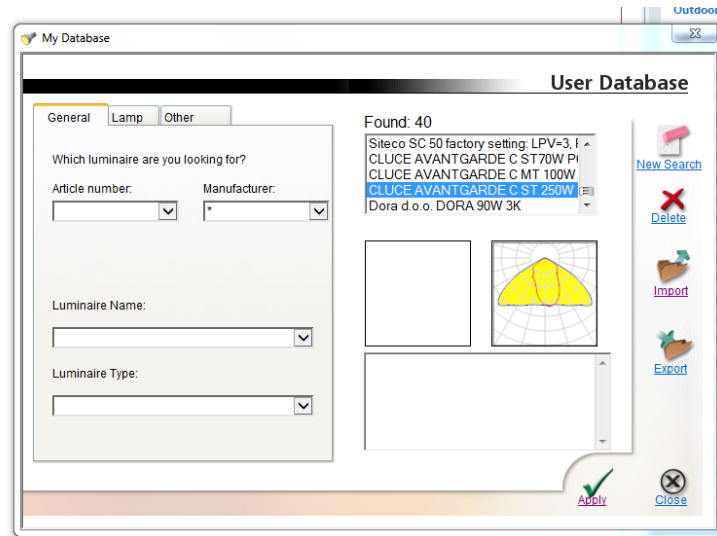 Outdoor
My Database
User Database
General Lamp Other
Which luminaire are you looking for?
Article number: Manufacturer:
*
Luminaire Name:
Luminaire Type:
Found: 40
Siteco SC 50 factory setting: LPV=3,
CLUCE AVANTGARDE C ST70W
CLUCE AVANTGARDE C MT 100W
CLUCE AVANTGARDE C ST 250W
Dora d.o.o. DORA 90W 3K
New Search
Delete
Import
Export
Apply
Close